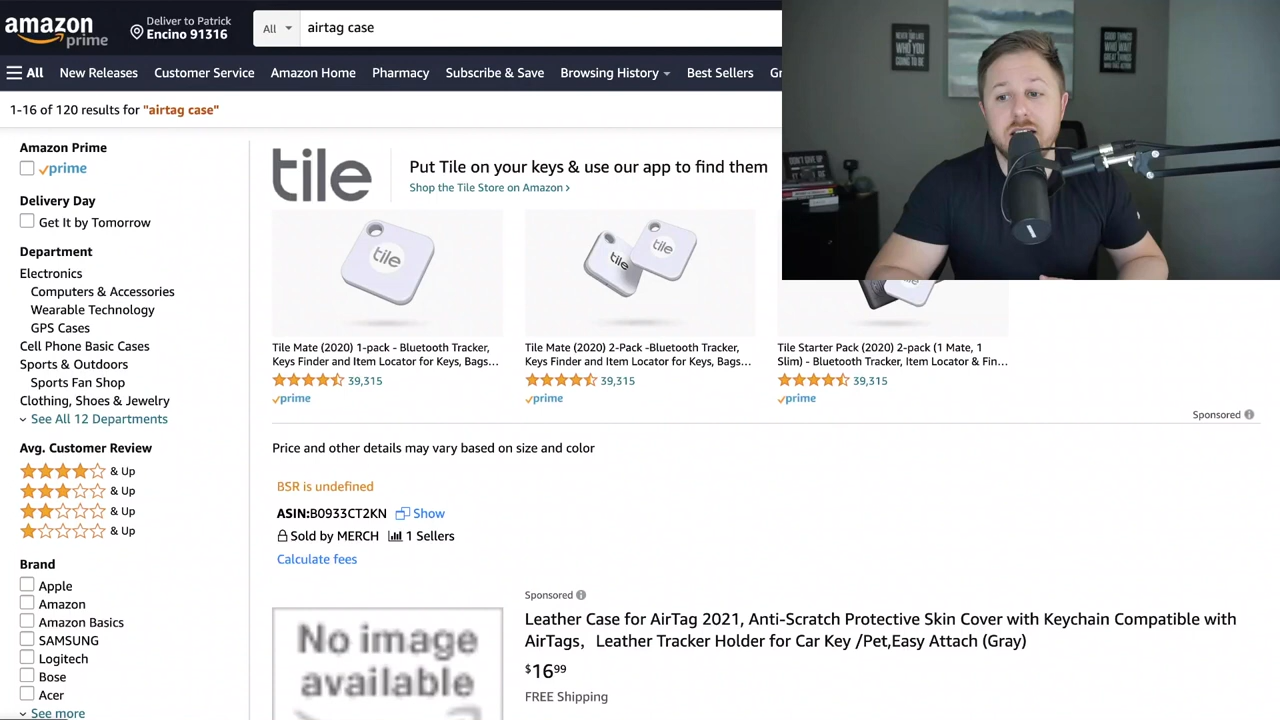 amazon
prime
Deliver to Patrick
Encino 91316
All
airtag case
All
New Releases
Customer Service
Amazon Home
Pharmacy
Subscribe & Save
Browsing History
Best Sellers
Gr
1-16 of 120 results for "airtag case"
Amazon Prime
prime
Delivery Day
Get It by Tomorrow
Department
Electronics
Computers & Accessories
Wearable Technology
GPS Cases
Cell Phone Basic Cases
Sports & Outdoors
Sports Fan Shop
Clothing, Shoes & Jewelry
See All 12 Departments
Avg. Customer Review
& Up
& Up
& Up
& Up
Brand
Apple
Amazon
Amazon Basics
SAMSUNG
Logitech
Bose
Acer
See more
tile
Put Tile on your keys & use our app to find them
Shop the Tile Store on Amazon ›
tile
tile
tile
Tile Mate (2020) 1-pack - Bluetooth Tracker,
Keys Finder and Item Locator for Keys, Bags...
39,315
prime
Tile Mate (2020) 2-Pack -Bluetooth Tracker,
Keys Finder and Item Locator for Keys, Bags...
39,315
prime
Tile Starter Pack (2020) 2-pack (1 Mate, 1
Slim) - Bluetooth Tracker, Item Locator & Fin...
39,315
prime
Sponsored
Price and other details may vary based on size and color
BSR is undefined
ASIN:B0933CT2KN Show
Sold by MERCH 1 Sellers
Calculate fees
Sponsored
No image
available
Leather Case for AirTag 2021, Anti-Scratch Protective Skin Cover with Keychain Compatible with
AirTags, Leather Tracker Holder for Car Key /Pet,Easy Attach (Gray)
$1699
FREE Shipping